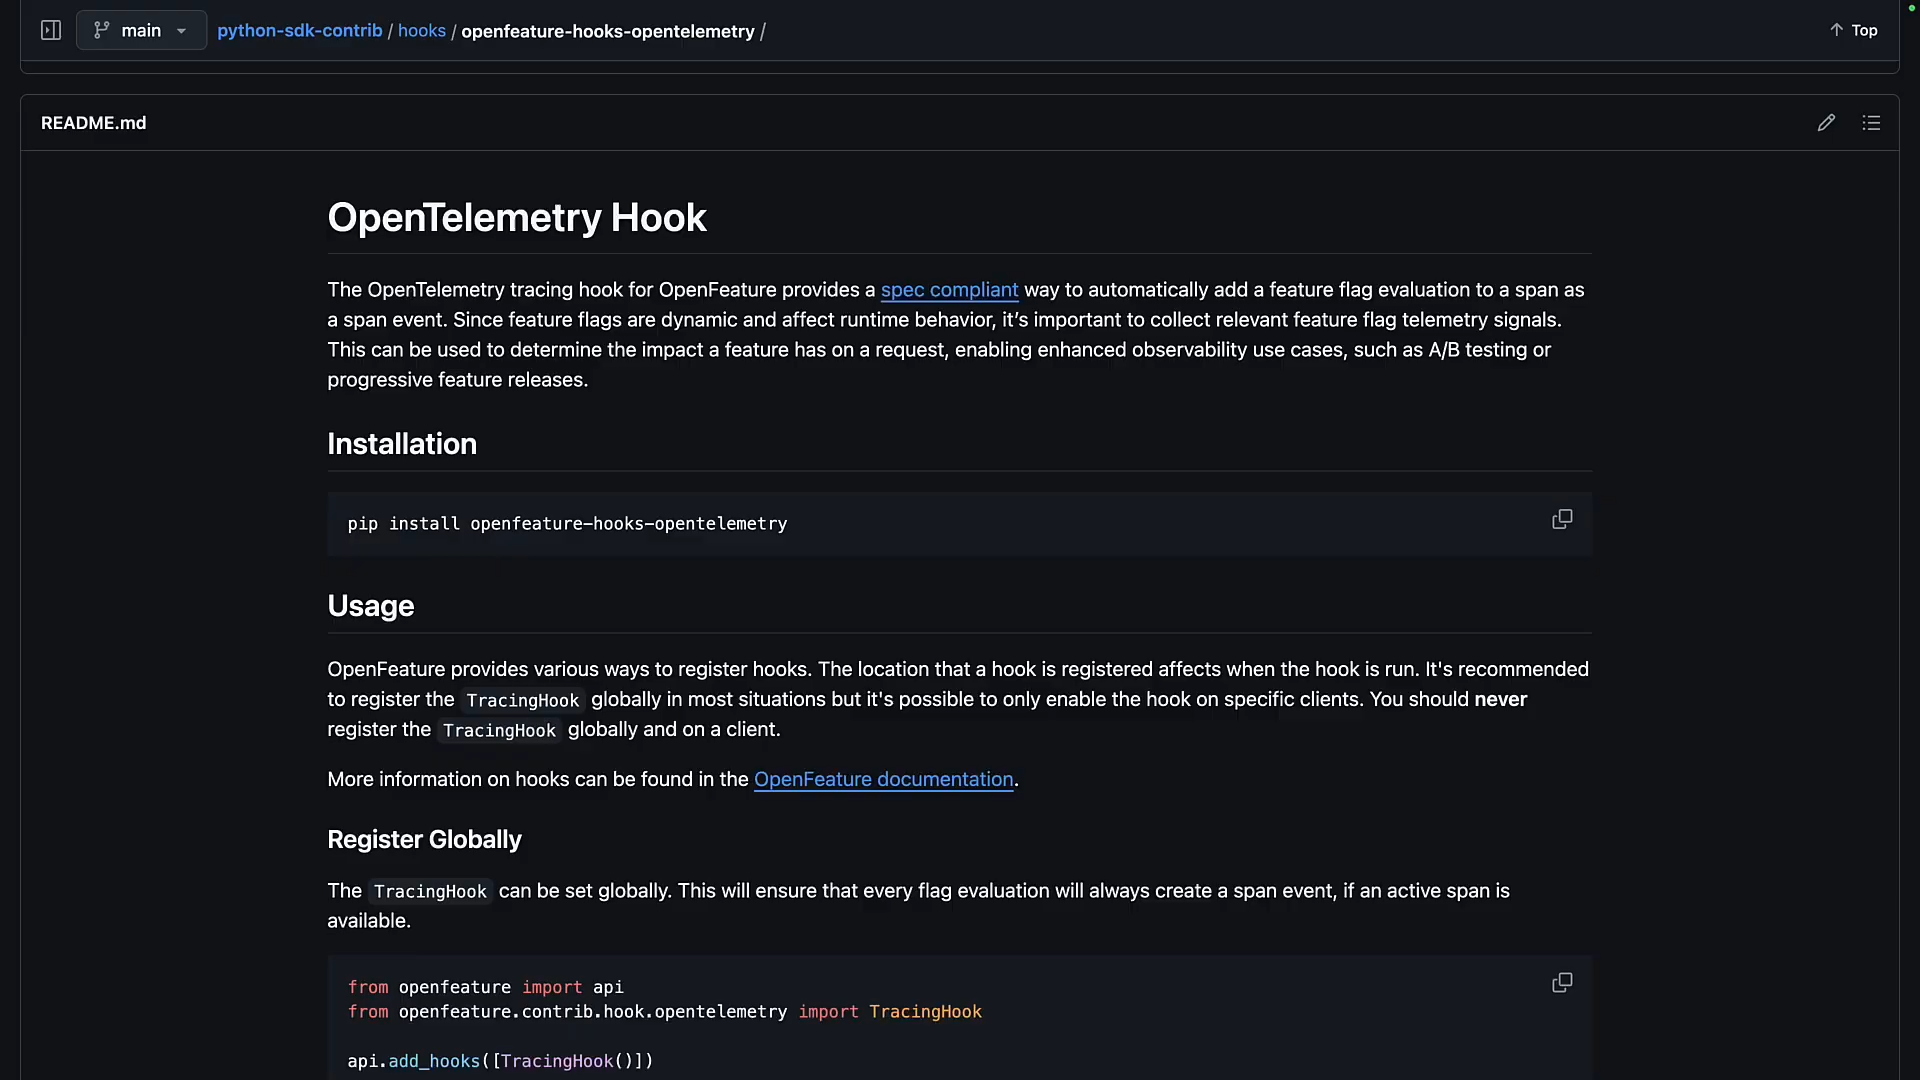 main
python-sdk-contrib / hooks / openfeature-hooks-opentelemetry /
Top
README.md
OpenTelemetry Hook
The OpenTelemetry tracing hook for OpenFeature provides a spec compliant way to automatically add a feature flag evaluation to a span as
a span event. Since feature flags are dynamic and affect runtime behavior, it’s important to collect relevant feature flag telemetry signals.
This can be used to determine the impact a feature has on a request, enabling enhanced observability use cases, such as A/B testing or
progressive feature releases.
Installation
pip install openfeature-hooks-opentelemetry
Usage
OpenFeature provides various ways to register hooks. The location that a hook is registered affects when the hook is run. It's recommended
to register the TracingHook globally in most situations but it's possible to only enable the hook on specific clients. You should never
register the TracingHook globally and on a client.
More information on hooks can be found in the OpenFeature documentation.
Register Globally
The TracingHook can be set globally. This will ensure that every flag evaluation will always create a span event, if an active span is
available.
from openfeature import api
from openfeature.contrib.hook.opentelemetry import TracingHook
api.add_hooks([TracingHook()])